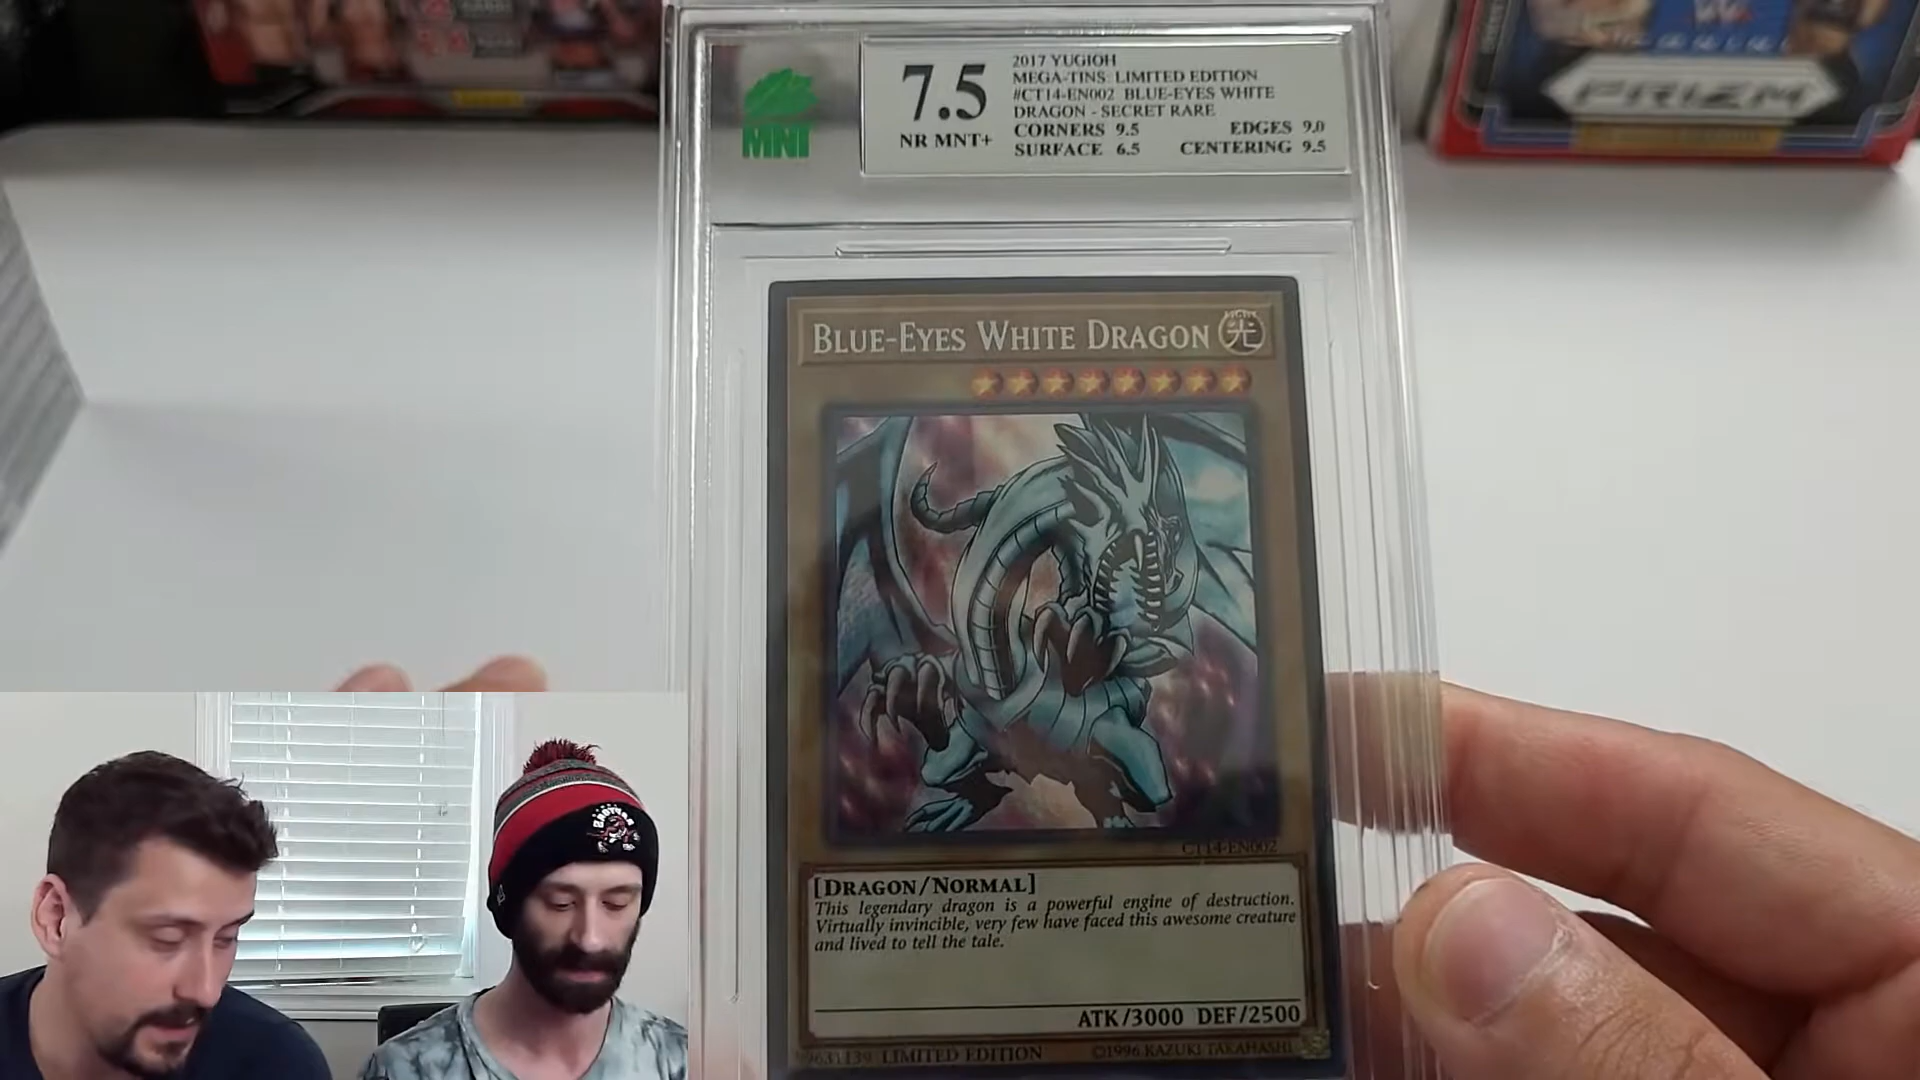 PRIZM
MNT
7.5
NR MNT+
2017 YUGIOH
MEGA-TINS: LIMITED EDITION
#CT14-EN002 BLUE-EYES WHITE
DRAGON - SECRET RARE
CORNERS 9.5 EDGES 9.0
SURFACE 6.5 CENTERING 9.5
BLUE-EYES WHITE DRAGON
LIGHT
光
CT14-EN002
[DRAGON/NORMAL]
This legendary dragon is a powerful engine of destruction.
Virtually invincible, very few have faced this awesome creature
and lived to tell the tale.
ATK/3000 DEF/2500
LIMITED EDITION ©1996 KAZUKI TAKAHASHI
RAPTORS